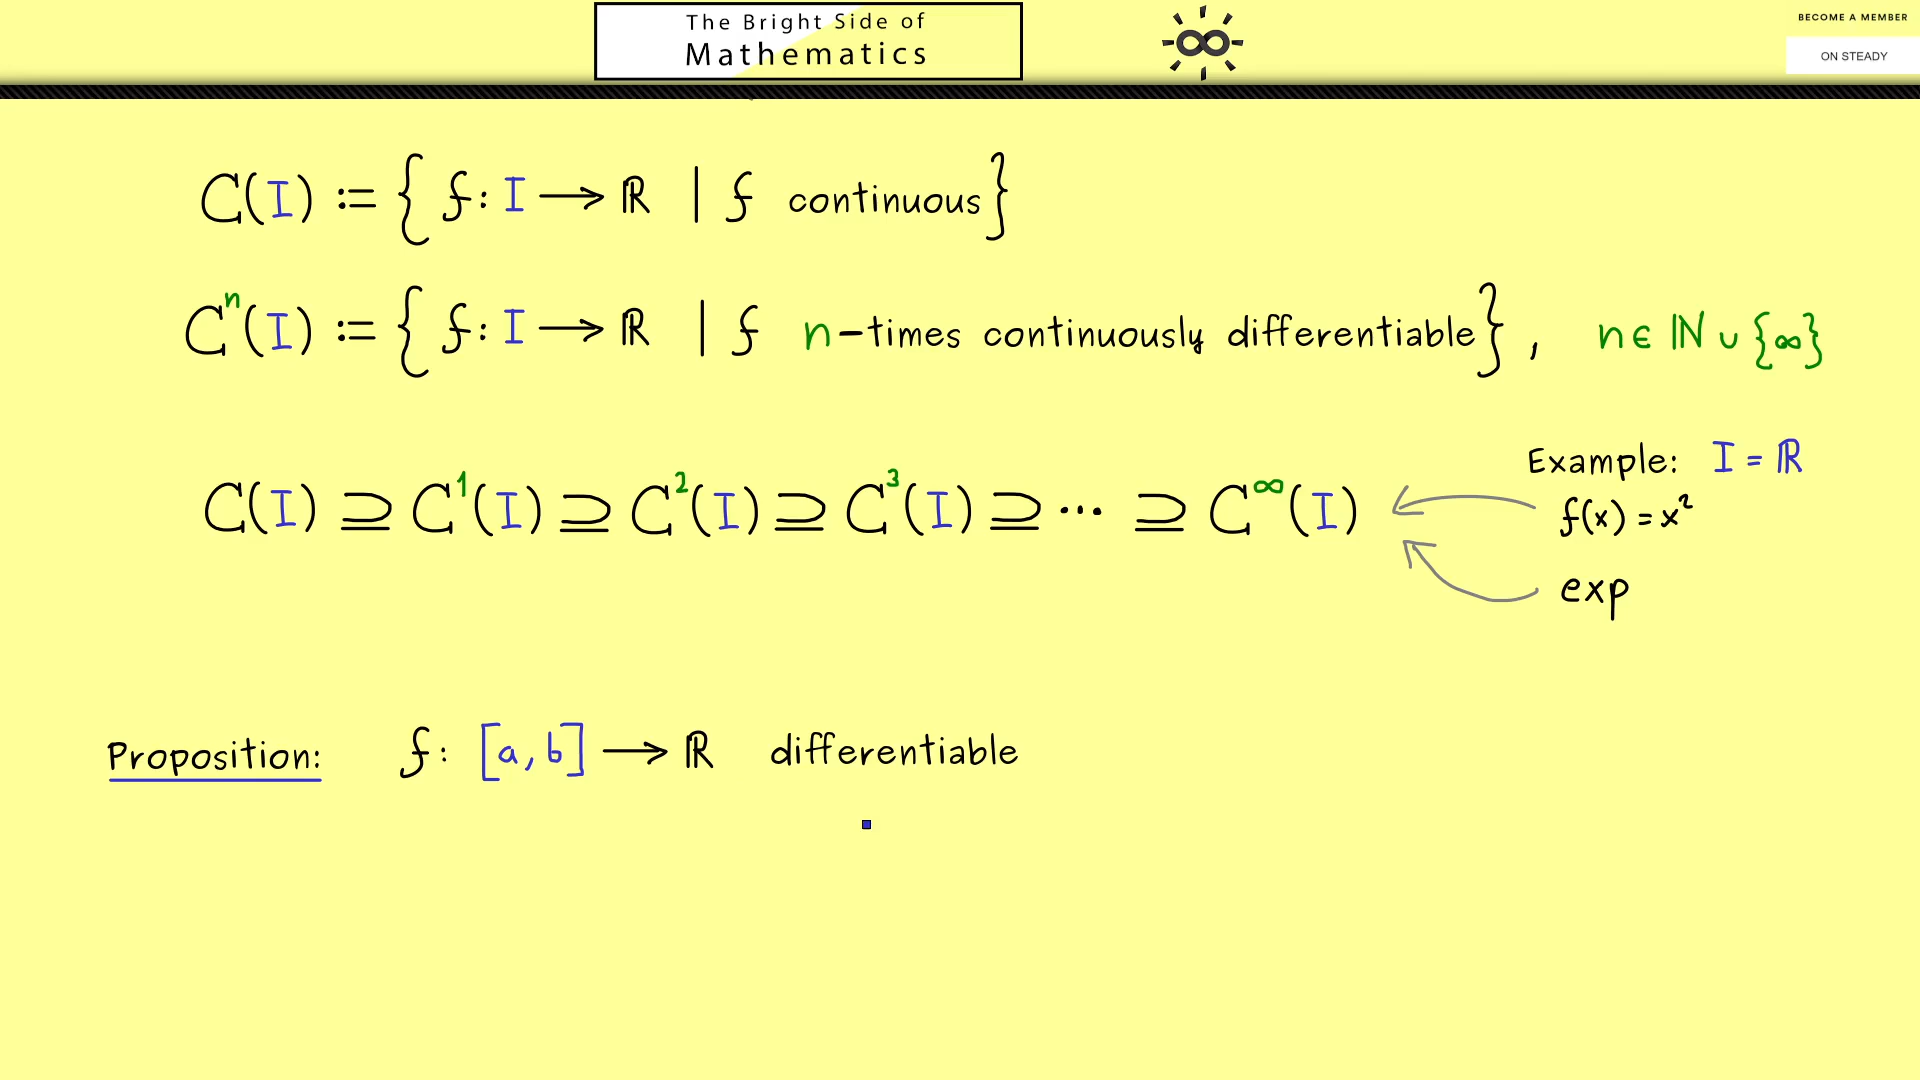 The Bright Side of
Mathematics
BECOME A MEMBER
ON STEADY
C(I) := { f: I ⟶ ℝ | f continuous }
Cⁿ(I) := { f: I ⟶ ℝ | f n-times continuously differentiable } , n ∈ ℕ ∪ {∞}
Example: I = ℝ
C(I) ⊇ C¹(I) ⊇ C²(I) ⊇ C³(I) ⊇ ··· ⊇ C^∞(I)
f(x) = x²
exp
Proposition: f: [a, b] ⟶ ℝ differentiable